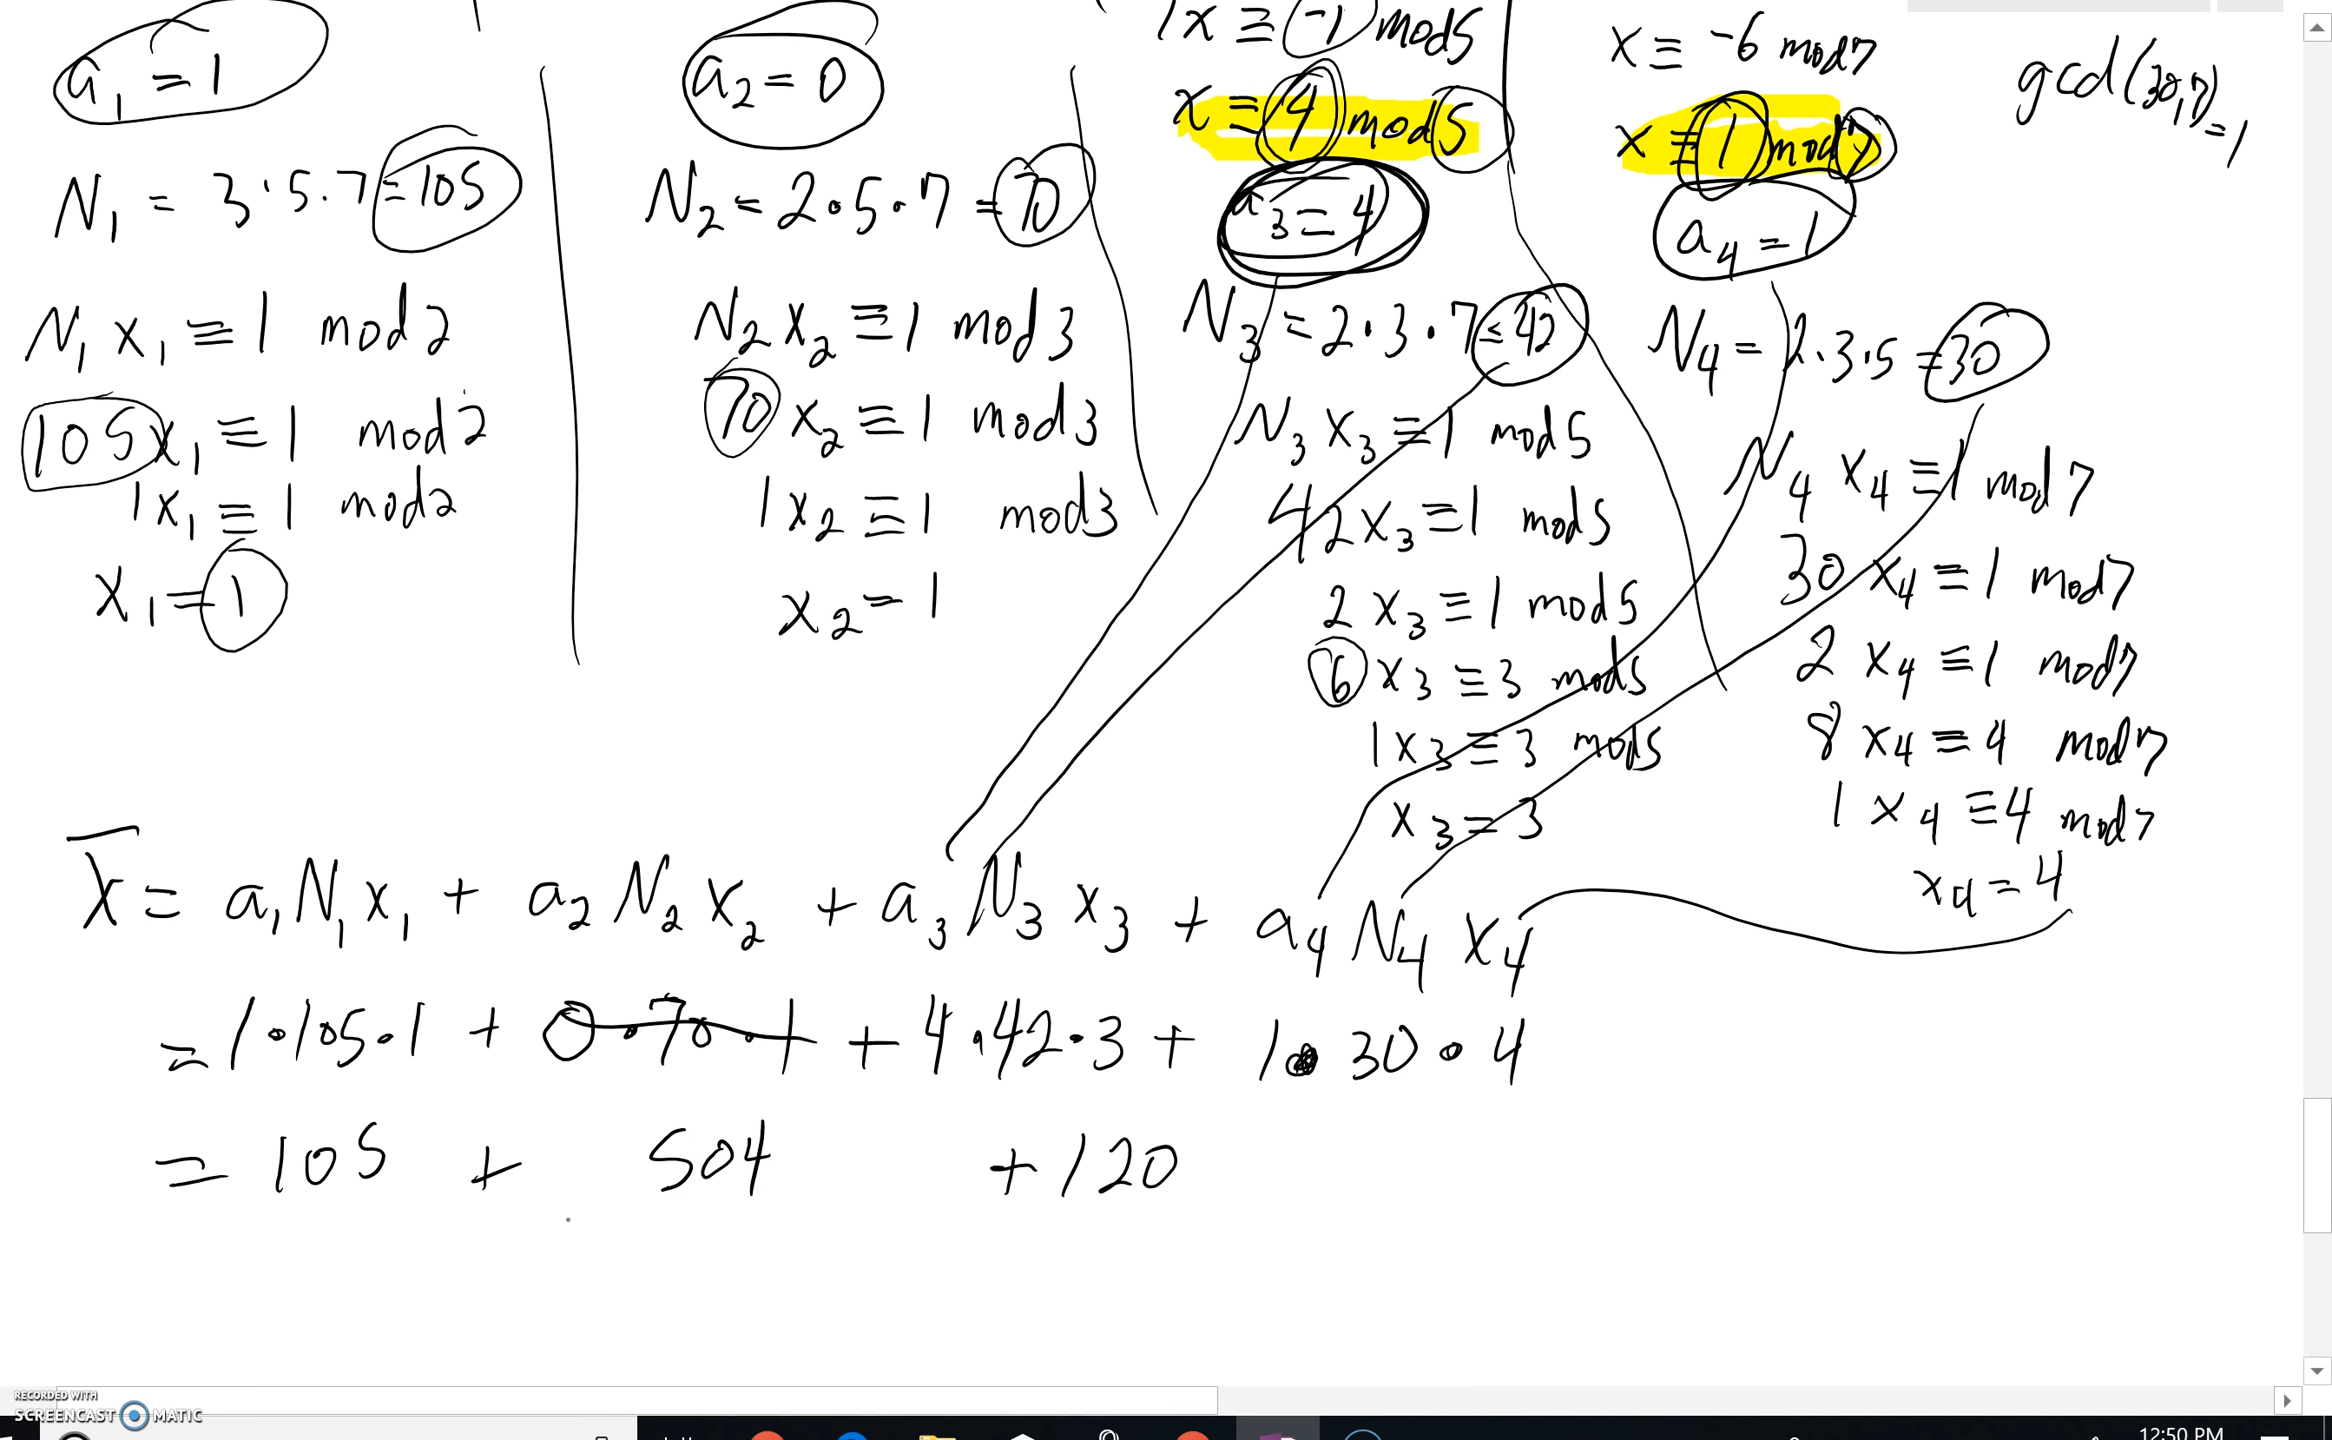 a₁ = 1
N₁ = 3·5·7 = 105
N₁ x₁ ≡ 1 mod 2
105x₁ ≡ 1 mod 2
1x₁ ≡ 1 mod 2
x₁ = 1
a₂ = 0
N₂ = 2·5·7 = 70
N₂ x₂ ≡ 1 mod 3
70 x₂ ≡ 1 mod 3
1x₂ ≡ 1 mod 3
x₂ = 1
1x ≡ -1 mod 5
x ≡ 4 mod 5
a₃ = 4
N₃ = 2·3·7 = 42
N₃ x₃ ≡ 1 mod 5
42x₃ ≡ 1 mod 5
2 x₃ ≡ 1 mod 5
6 x₃ ≡ 3 mod 5
1x₃ ≡ 3 mod 5
x₃ = 3
x ≡ -6 mod 7
x ≡ 1 mod 7
a₄ = 1
N₄ = 2·3·5 = 30
N₄ x₄ ≡ 1 mod 7
30 x₄ ≡ 1 mod 7
2 x₄ ≡ 1 mod 7
8 x₄ ≡ 4 mod 7
1 x₄ ≡ 4 mod 7
x₄ = 4
gcd(30,7)=1
x̄ = a₁N₁x₁ + a₂N₂x₂ + a₃N₃x₃ + a₄N₄x₄
= 1·105·1 + 0·70·1 + 4·42·3 + 1·30·4
= 105 + 504 + 120
RECORDED WITH
SCREENCAST MATIC
12:50 PM